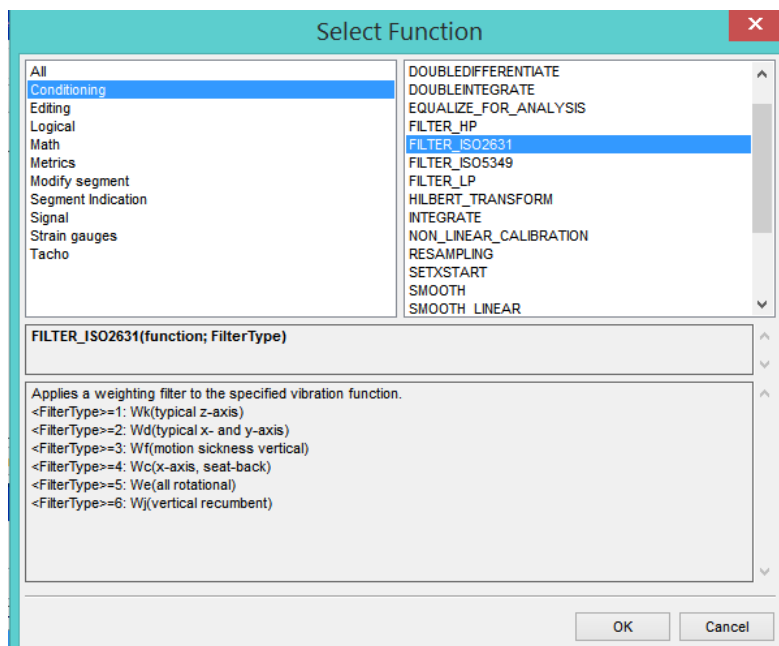 Select Function
All
Conditioning
Editing
Logical
Math
Metrics
Modify segment
Segment Indication
Signal
Strain gauges
Tacho
DOUBLEDIFFERENTIATE
DOUBLEINTEGRATE
EQUALIZE_FOR_ANALYSIS
FILTER_HP
FILTER_ISO2631
FILTER_ISO5349
FILTER_LP
HILBERT_TRANSFORM
INTEGRATE
NON_LINEAR_CALIBRATION
RESAMPLING
SETXSTART
SMOOTH
SMOOTH_LINEAR
FILTER_ISO2631(function; FilterType)
Applies a weighting filter to the specified vibration function.
<FilterType>=1: Wk(typical z-axis)
<FilterType>=2: Wd(typical x- and y-axis)
<FilterType>=3: Wf(motion sickness vertical)
<FilterType>=4: Wc(x-axis, seat-back)
<FilterType>=5: We(all rotational)
<FilterType>=6: Wj(vertical recumbent)
OK
Cancel